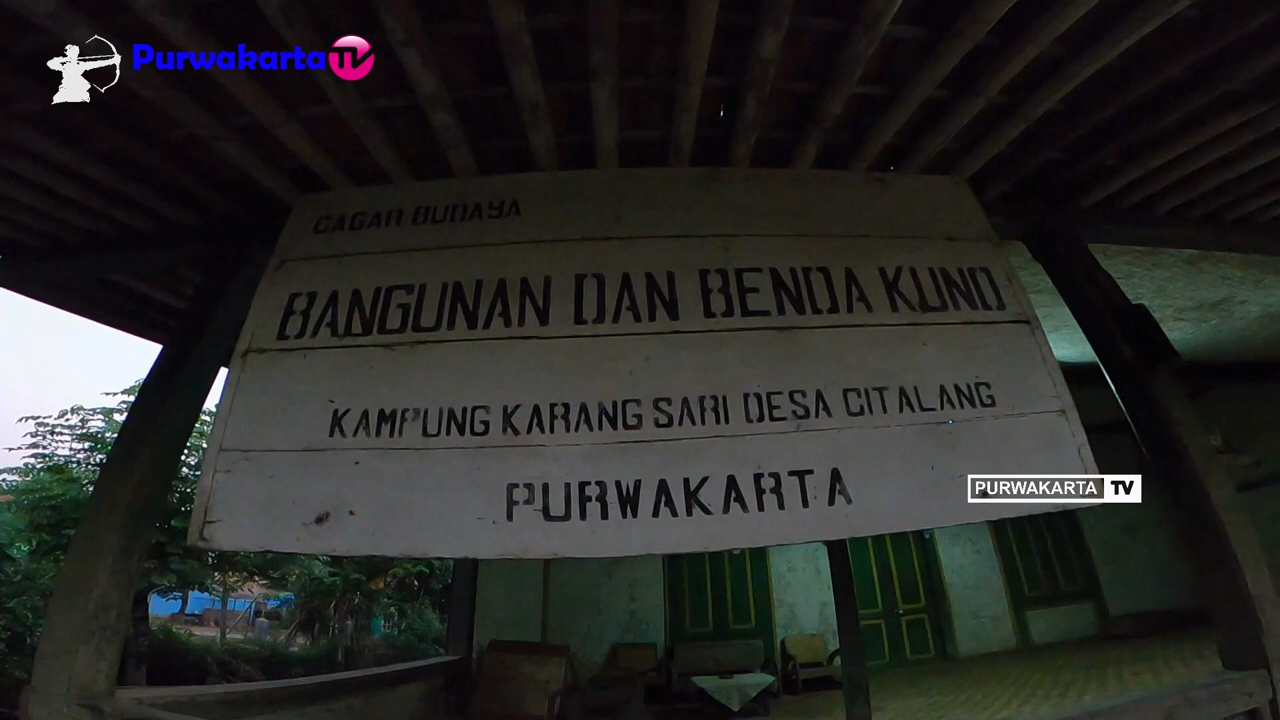 PurwakartaTV
CAGAR BUDAYA
BANGUNAN DAN BENDA KUNO
KAMPUNG KARANG SARI DESA CITALANG
PURWAKARTA
PURWAKARTA TV